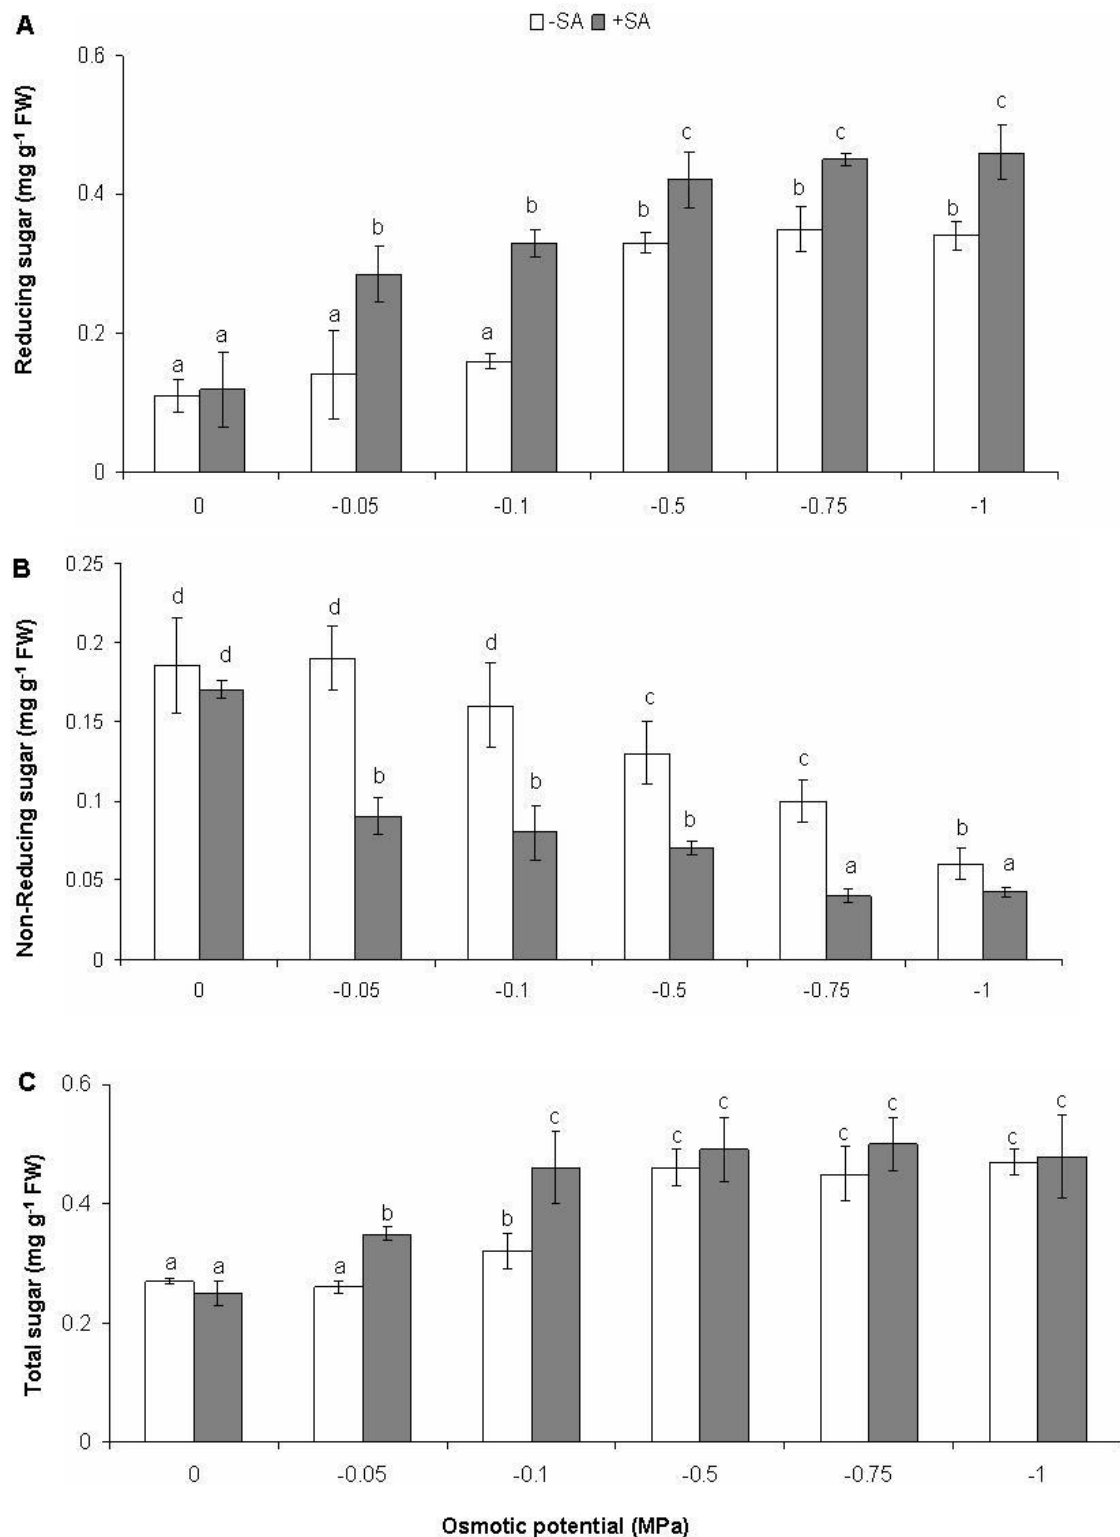 A
-SA +SA
0.6
c
c
c
b
b
b
b
b
a
a
a
a
0.4
0.2
0
Reducing sugar (mg g⁻¹ FW)
0 -0.05 -0.1 -0.5 -0.75 -1
B
0.25
d
d
d
d
c
c
b
b
b
b
a
a
0.2
0.15
0.1
0.05
0
Non-Reducing sugar (mg g⁻¹ FW)
0 -0.05 -0.1 -0.5 -0.75 -1
C
0.6
c
c
c
c
c
c
c
b
b
a
a
a
0.4
0.2
0
Total sugar (mg g⁻¹ FW)
0 -0.05 -0.1 -0.5 -0.75 -1
Osmotic potential (MPa)